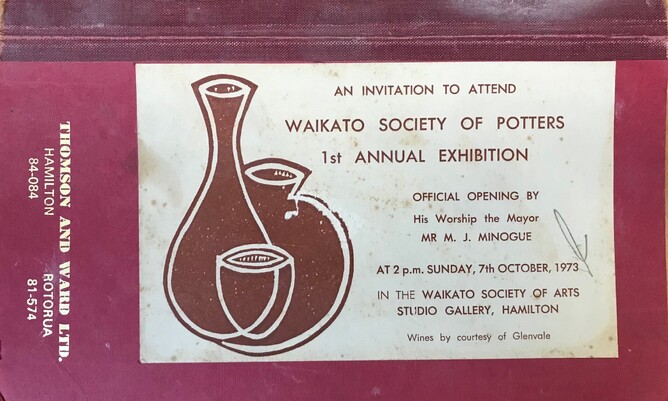 AN INVITATION TO ATTEND
WAIKATO SOCIETY OF POTTERS
1st ANNUAL EXHIBITION
OFFICIAL OPENING BY
His Worship the Mayor
MR M. J. MINOGUE
AT 2 p.m. SUNDAY, 7th OCTOBER, 1973
IN THE WAIKATO SOCIETY OF ARTS
STUDIO GALLERY, HAMILTON
Wines by courtesy of Glenvale
THOMSON AND WARD LTD.
HAMILTON ROTORUA
84-084 81-574